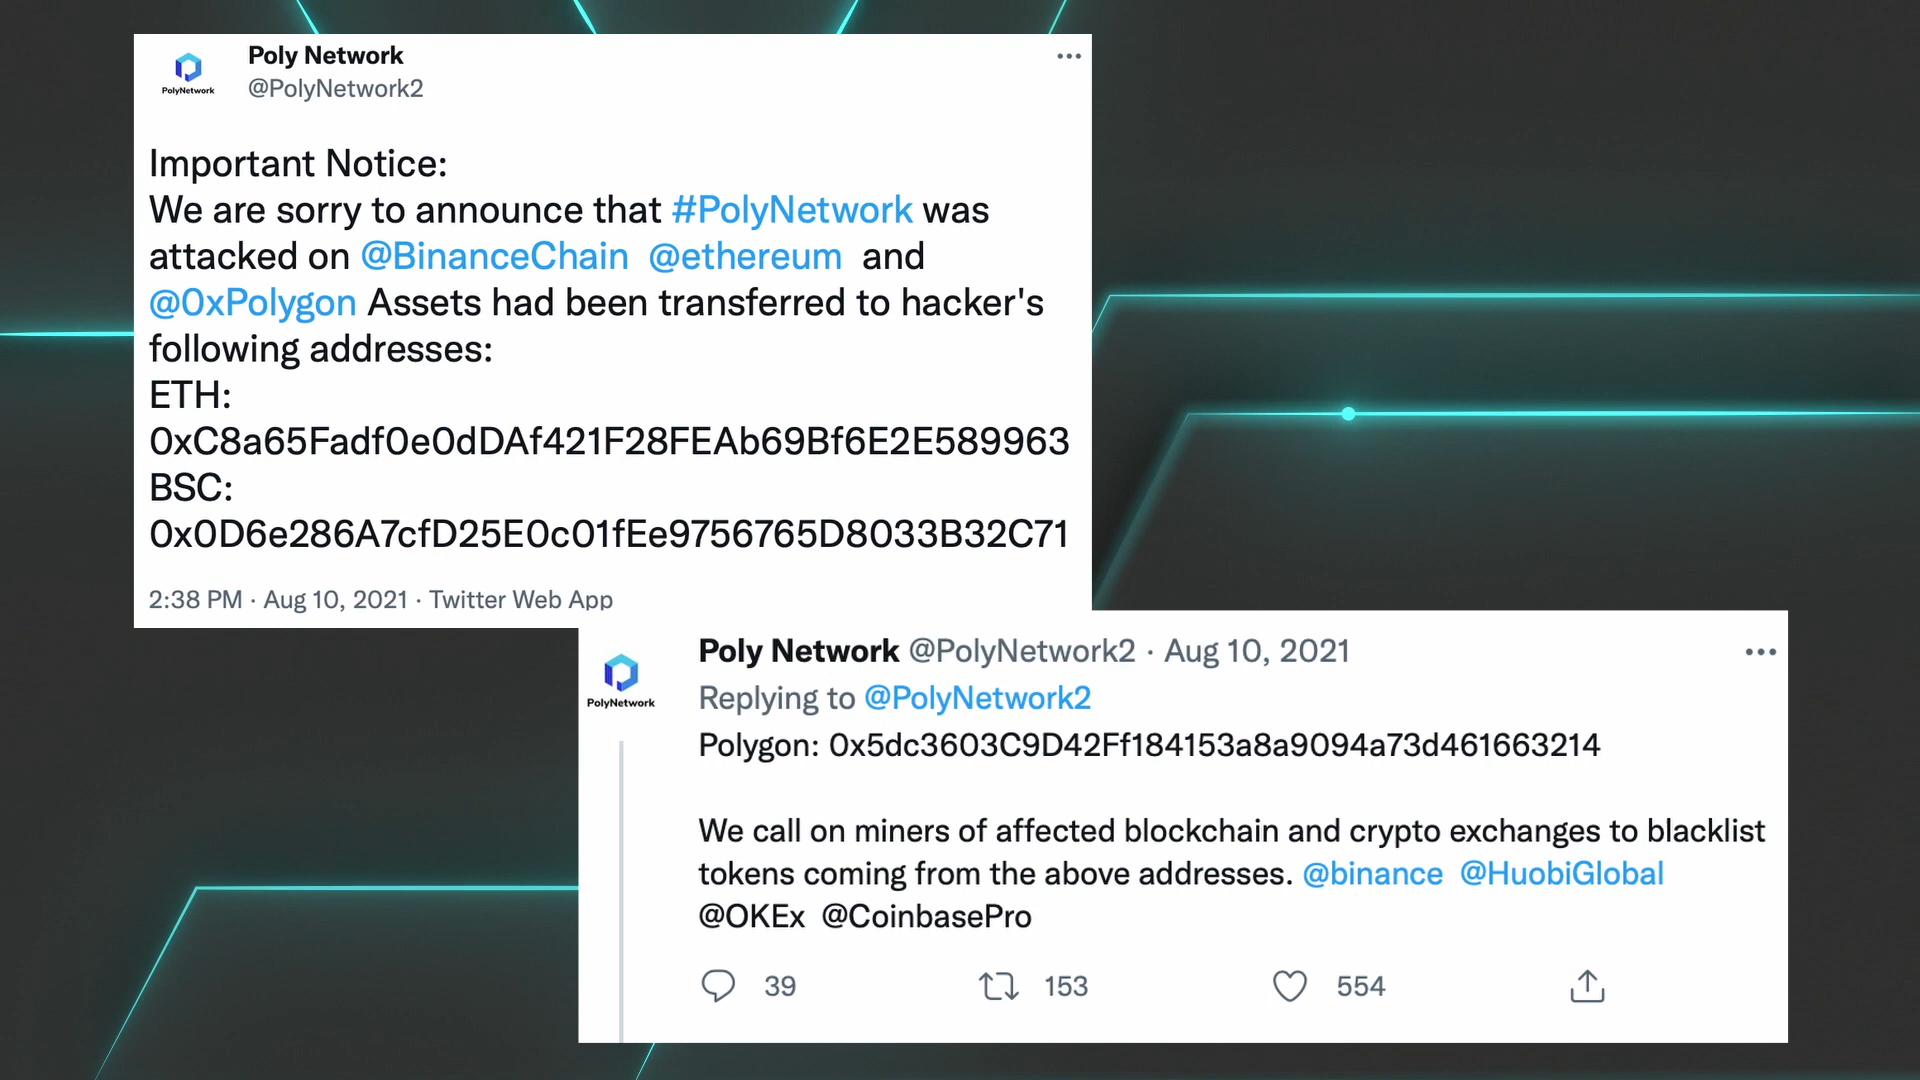 Poly Network
@PolyNetwork2
PolyNetwork
Important Notice:
We are sorry to announce that #PolyNetwork was
attacked on @BinanceChain @ethereum and
@0xPolygon Assets had been transferred to hacker's
following addresses:
ETH:
0xC8a65Fadf0e0dDAf421F28FEAb69Bf6E2E589963
BSC:
0x0D6e286A7cfD25E0c01fEe9756765D8033B32C71
2:38 PM · Aug 10, 2021 · Twitter Web App
Poly Network @PolyNetwork2 · Aug 10, 2021
PolyNetwork
Replying to @PolyNetwork2
Polygon: 0x5dc3603C9D42Ff184153a8a9094a73d461663214
We call on miners of affected blockchain and crypto exchanges to blacklist
tokens coming from the above addresses. @binance @HuobiGlobal
@OKEx @CoinbasePro
39 153 554